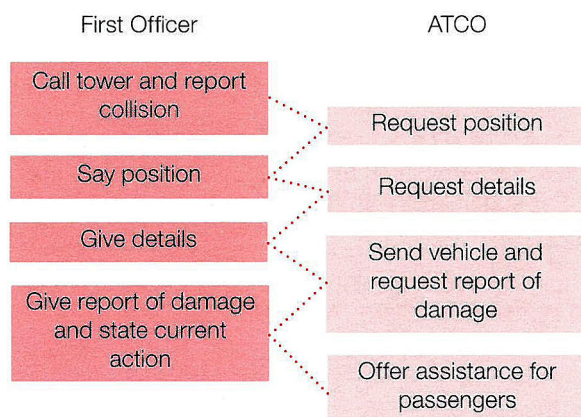 First Officer
ATCO
Call tower and report
collision
Request position
Say position
Request details
Give details
Send vehicle and
request report of
damage
Give report of damage
and state current
action
Offer assistance for
passengers